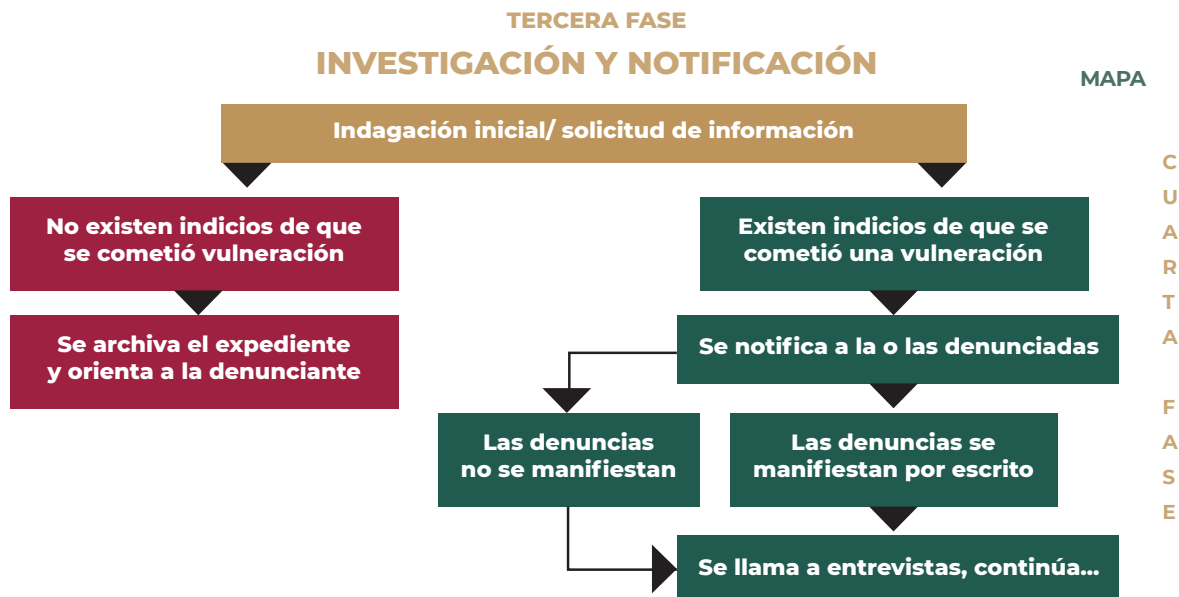 TERCERA FASE
INVESTIGACIÓN Y NOTIFICACIÓN
MAPA
Indagación inicial/ solicitud de información
No existen indicios de que
se cometió vulneración
Existen indicios de que se
cometió una vulneración
Se archiva el expediente
y orienta a la denunciante
Se notifica a la o las denunciadas
Las denuncias
no se manifiestan
Las denuncias se
manifiestan por escrito
Se llama a entrevistas, continúa...
CUARTA FASE